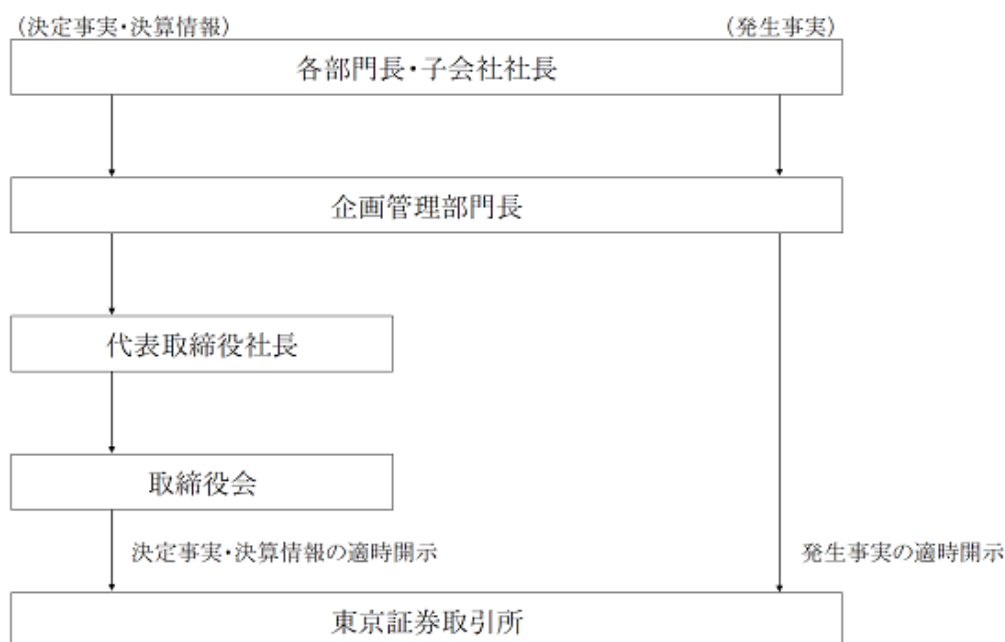 (決定事実・決算情報)
(発生事実)
各部門長・子会社社長
企画管理部門長
代表取締役社長
取締役会
決定事実・決算情報の適時開示
発生事実の適時開示
東京証券取引所